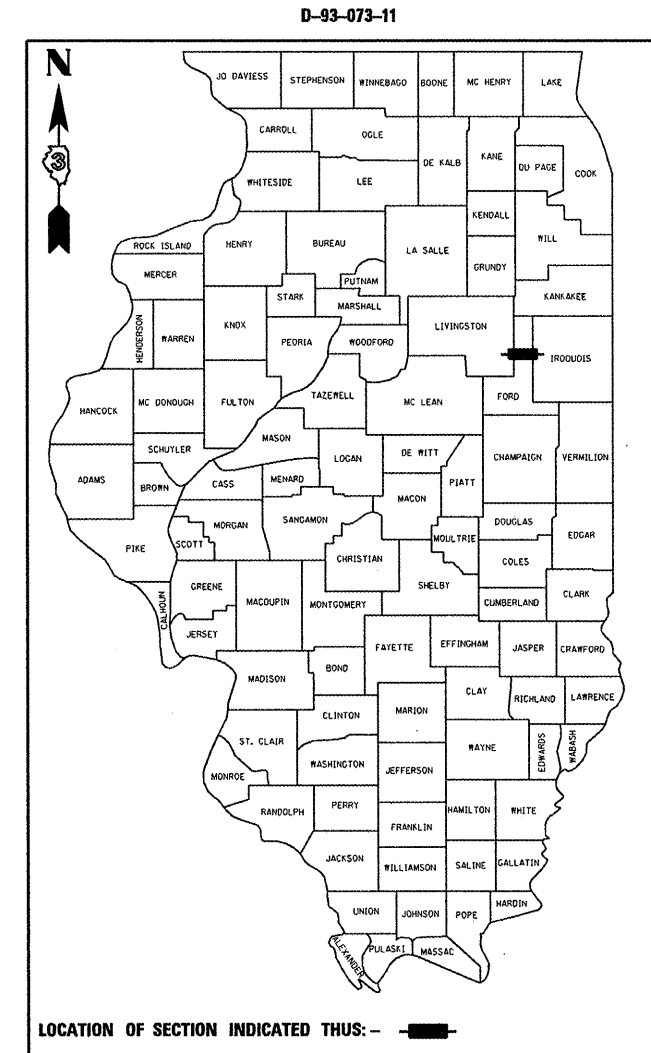 D-93-073-11
N
3
JO DAVIESS STEPHENSON WINNEBAGO BOONE MC HENRY LAKE
CARROLL OGLE DE KALB KANE DU PAGE COOK
WHITESIDE LEE
KENDALL WILL
ROCK ISLAND HENRY BUREAU LA SALLE
MERCER PUTNAM GRUNDY
STARK MARSHALL KANKAKEE
HENDERSON WARREN KNOX PEORIA WOODFORD LIVINGSTON IROQUOIS
HANCOCK MC DONOUGH FULTON TAZEWELL MC LEAN FORD
SCHUYLER MASON
ADAMS BROWN CASS MENARD LOGAN DE WITT PIATT CHAMPAIGN VERMILION
MORGAN SANGAMON MACON
PIKE SCOTT CHRISTIAN MOULTRIE DOUGLAS EDGAR
COLES
CALHOUN GREENE MACOUPIN MONTGOMERY SHELBY CUMBERLAND CLARK
JERSEY
MADISON BOND FAYETTE EFFINGHAM JASPER CRAWFORD
CLAY RICHLAND LAWRENCE
CLINTON MARION
ST. CLAIR WAYNE EDWARDS WABASH
MONROE WASHINGTON JEFFERSON
RANDOLPH PERRY HAMILTON WHITE
FRANKLIN
JACKSON WILLIAMSON SALINE GALLATIN
UNION JOHNSON POPE HARDIN
ALEXANDER PULASKI MASSAC
LOCATION OF SECTION INDICATED THUS: -